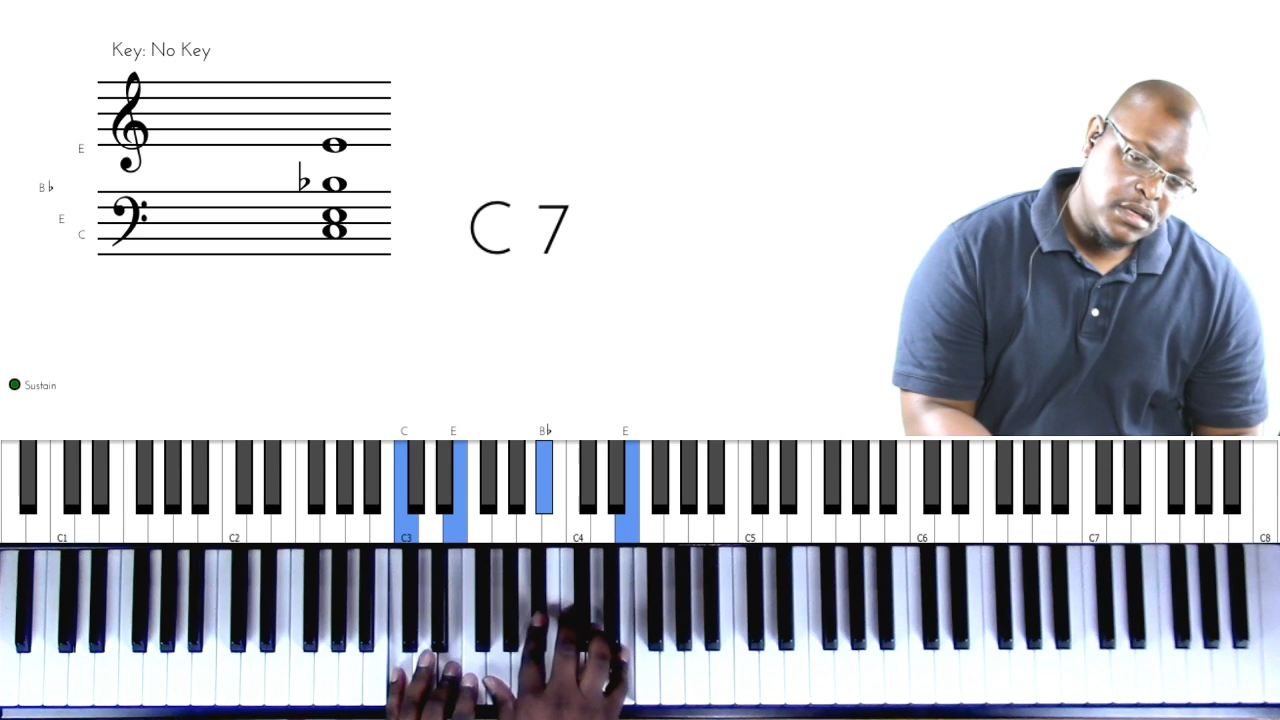 Key: No Key
E
B♭
E
C
C 7
Sustain
C E B♭ E
C1 C2 C3 C4 C5 C6 C7 C8